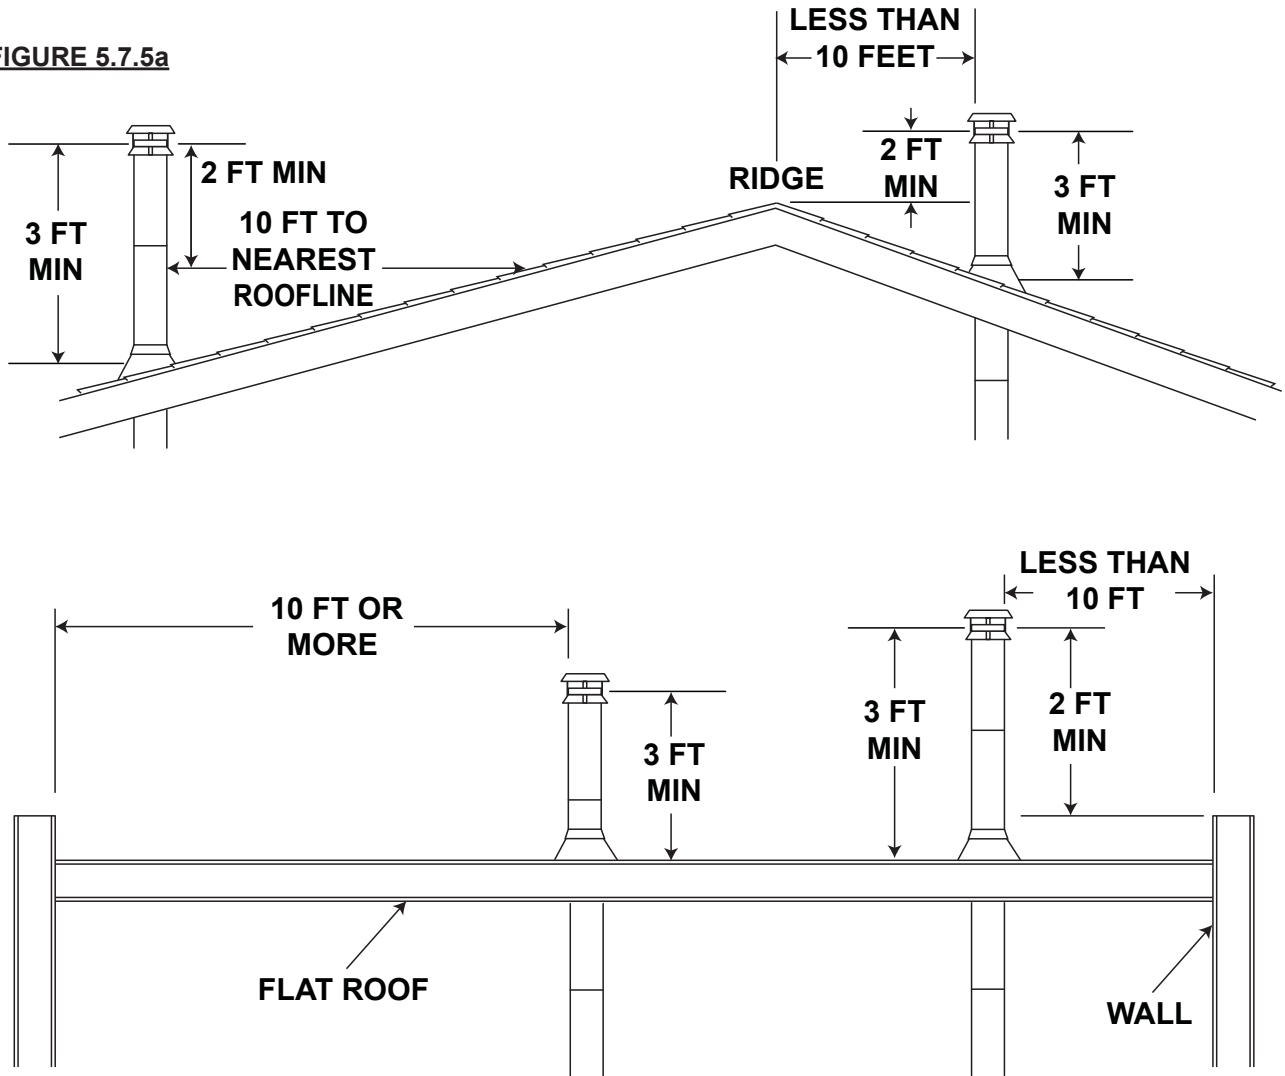 FIGURE 5.7.5a
LESS THAN
10 FEET
2 FT MIN
3 FT
MIN
10 FT TO
NEAREST
ROOFLINE
RIDGE
2 FT
MIN
3 FT
MIN
10 FT OR
MORE
3 FT
MIN
LESS THAN
10 FT
3 FT
MIN
2 FT
MIN
FLAT ROOF
WALL